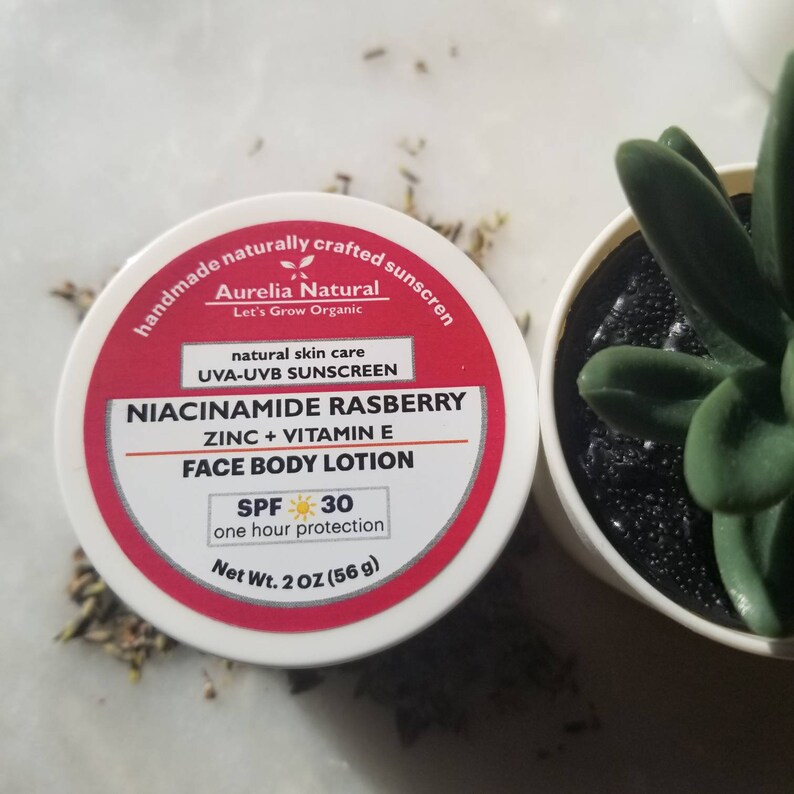 handmade naturally crafted sunscren
Aurelia Natural
Let's Grow Organic
natural skin care
UVA-UVB SUNSCREEN
NIACINAMIDE RASBERRY
ZINC + VITAMIN E
FACE BODY LOTION
SPF 30
one hour protection
Net Wt. 2 OZ (56 g)